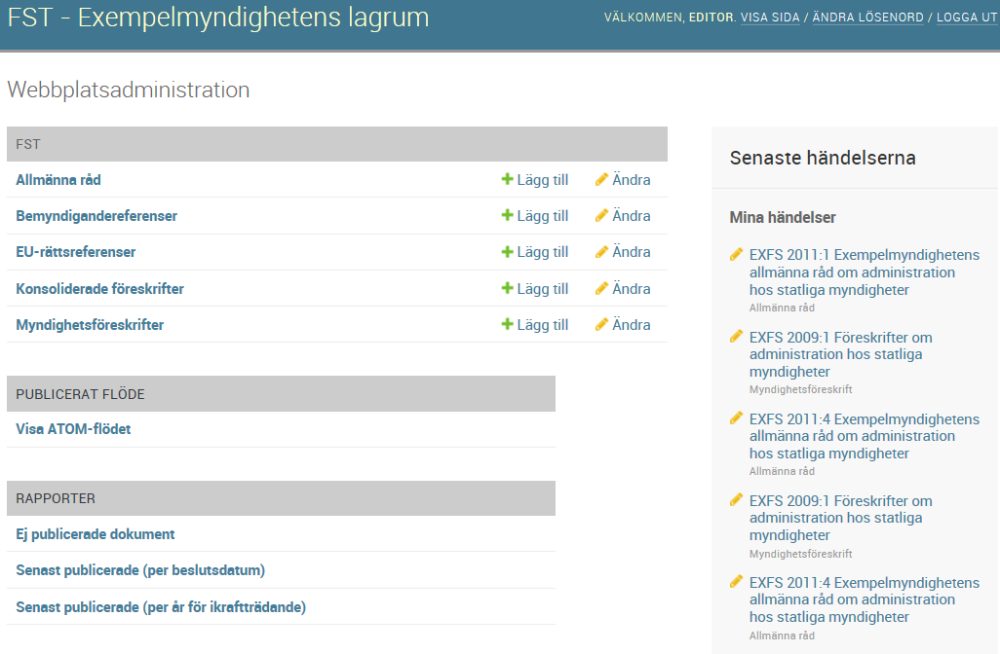 FST - Exempelmyndighetens lagrum
VÄLKOMMEN, EDITOR. VISA SIDA / ÄNDRA LÖSENORD / LOGGA UT
Webbplatsadministration
FST
Allmänna råd Lägg till Ändra
Bemyndigandereferenser Lägg till Ändra
EU-rättsreferenser Lägg till Ändra
Konsoliderade föreskrifter Lägg till Ändra
Myndighetsföreskrifter Lägg till Ändra
PUBLICERAT FLÖDE
Visa ATOM-flödet
RAPPORTER
Ej publicerade dokument
Senast publicerade (per beslutsdatum)
Senast publicerade (per år för ikraftträdande)
Senaste händelserna
Mina händelser
EXFS 2011:1 Exempelmyndighetens
allmänna råd om administration
hos statliga myndigheter
Allmänna råd
EXFS 2009:1 Föreskrifter om
administration hos statliga
myndigheter
Myndighetsföreskrift
EXFS 2011:4 Exempelmyndighetens
allmänna råd om administration
hos statliga myndigheter
Allmänna råd
EXFS 2009:1 Föreskrifter om
administration hos statliga
myndigheter
Myndighetsföreskrift
EXFS 2011:4 Exempelmyndighetens
allmänna råd om administration
hos statliga myndigheter
Allmänna råd